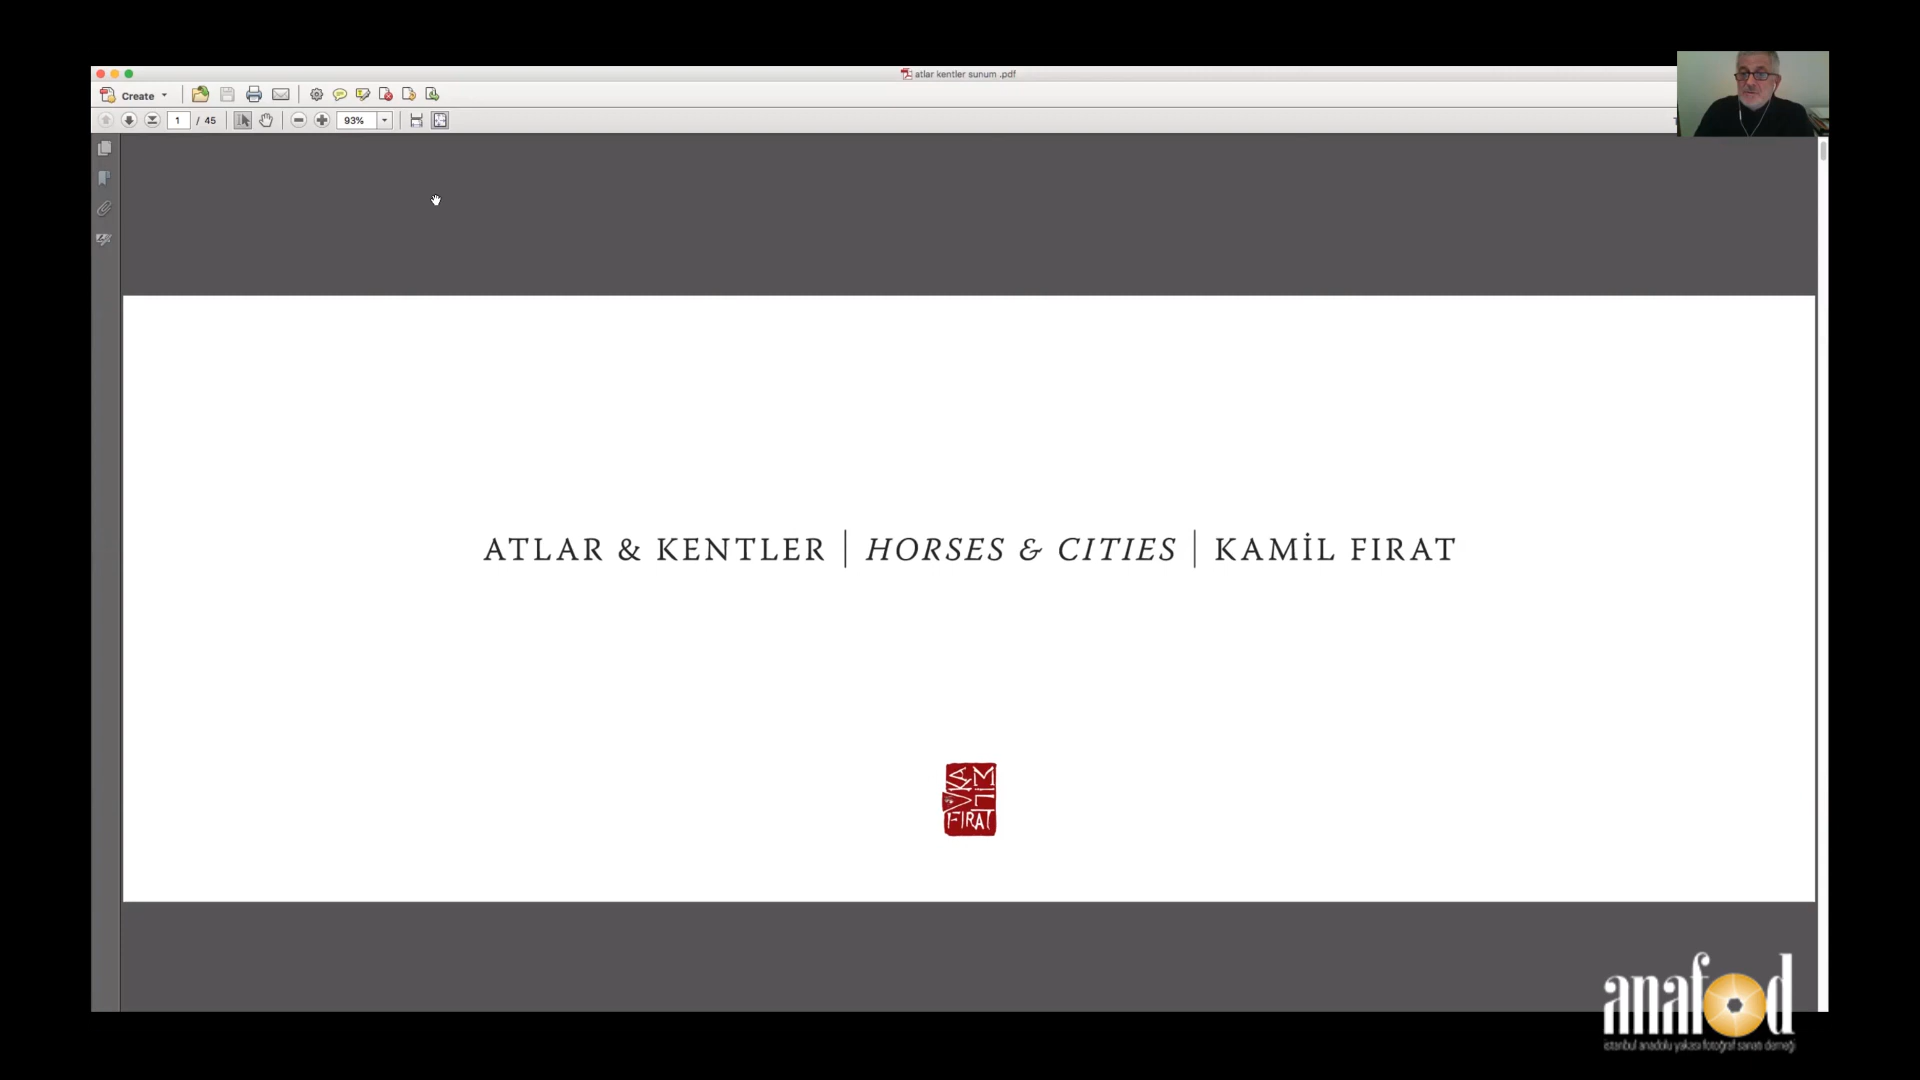 atlar kentler sunum .pdf
Create
1 / 45
93%
ATLAR & KENTLER | HORSES & CITIES | KAMİL FIRAT
KAMİL
FIRAT
anafod
istanbul anadolu yakası fotoğraf sanatı derneği